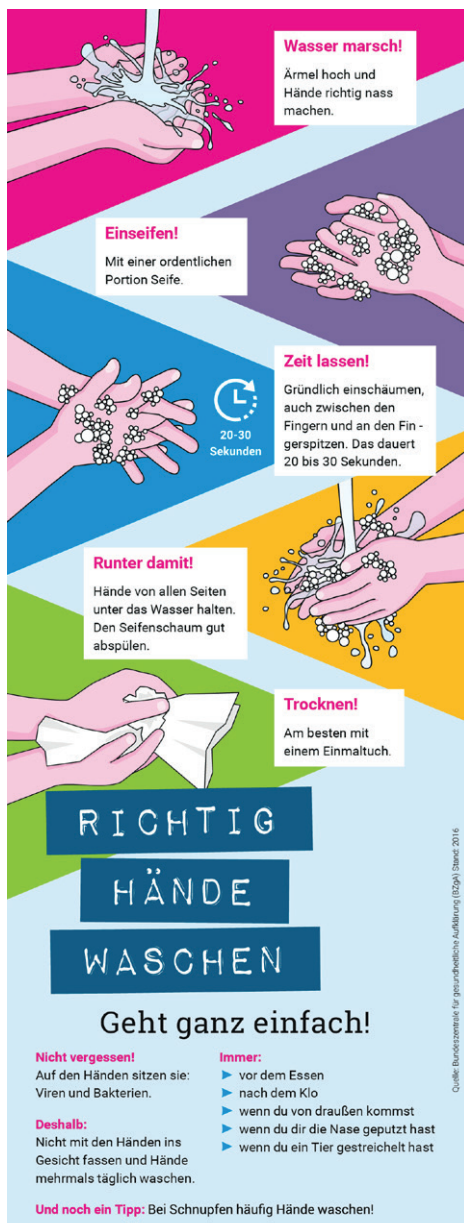 Wasser marsch!
Ärmel hoch und
Hände richtig nass
machen.
Einseifen!
Mit einer ordentlichen
Portion Seife.
Zeit lassen!
Gründlich einschäumen,
auch zwischen den
Fingern und an den Fin -
gerspitzen. Das dauert
20 bis 30 Sekunden.
20-30
Sekunden
Runter damit!
Hände von allen Seiten
unter das Wasser halten.
Den Seifenschaum gut
abspülen.
Trocknen!
Am besten mit
einem Einmaltuch.
RICHTIG
HÄNDE
WASCHEN
Geht ganz einfach!
Nicht vergessen!
Auf den Händen sitzen sie:
Viren und Bakterien.
Deshalb:
Nicht mit den Händen ins
Gesicht fassen und Hände
mehrmals täglich waschen.
Immer:
▶ vor dem Essen
▶ nach dem Klo
▶ wenn du von draußen kommst
▶ wenn du dir die Nase geputzt hast
▶ wenn du ein Tier gestreichelt hast
Und noch ein Tipp: Bei Schnupfen häufig Hände waschen!
Quelle: Bundeszentrale für gesundheitliche Aufklärung (BZgA) Stand: 2016